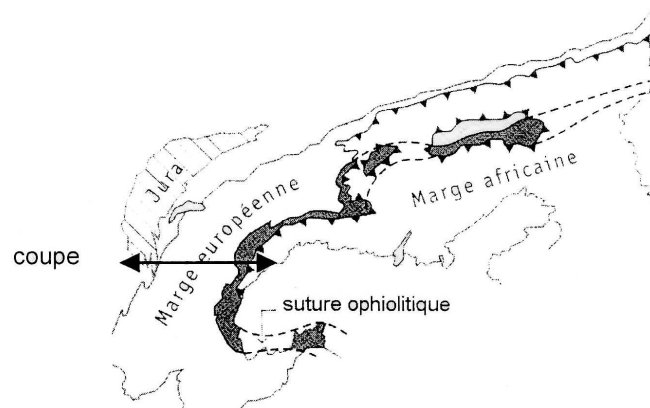 Jura
Marge européenne
Marge africaine
coupe
suture ophiolitique